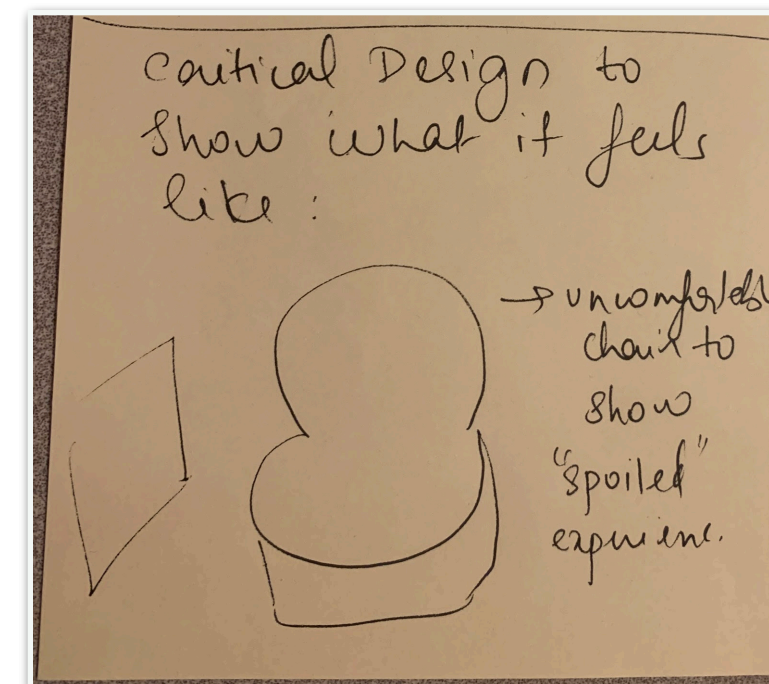 Critical Design to
Show what it feels
like :
→ uncomfortable
chair to
show
"spoiled"
experience.